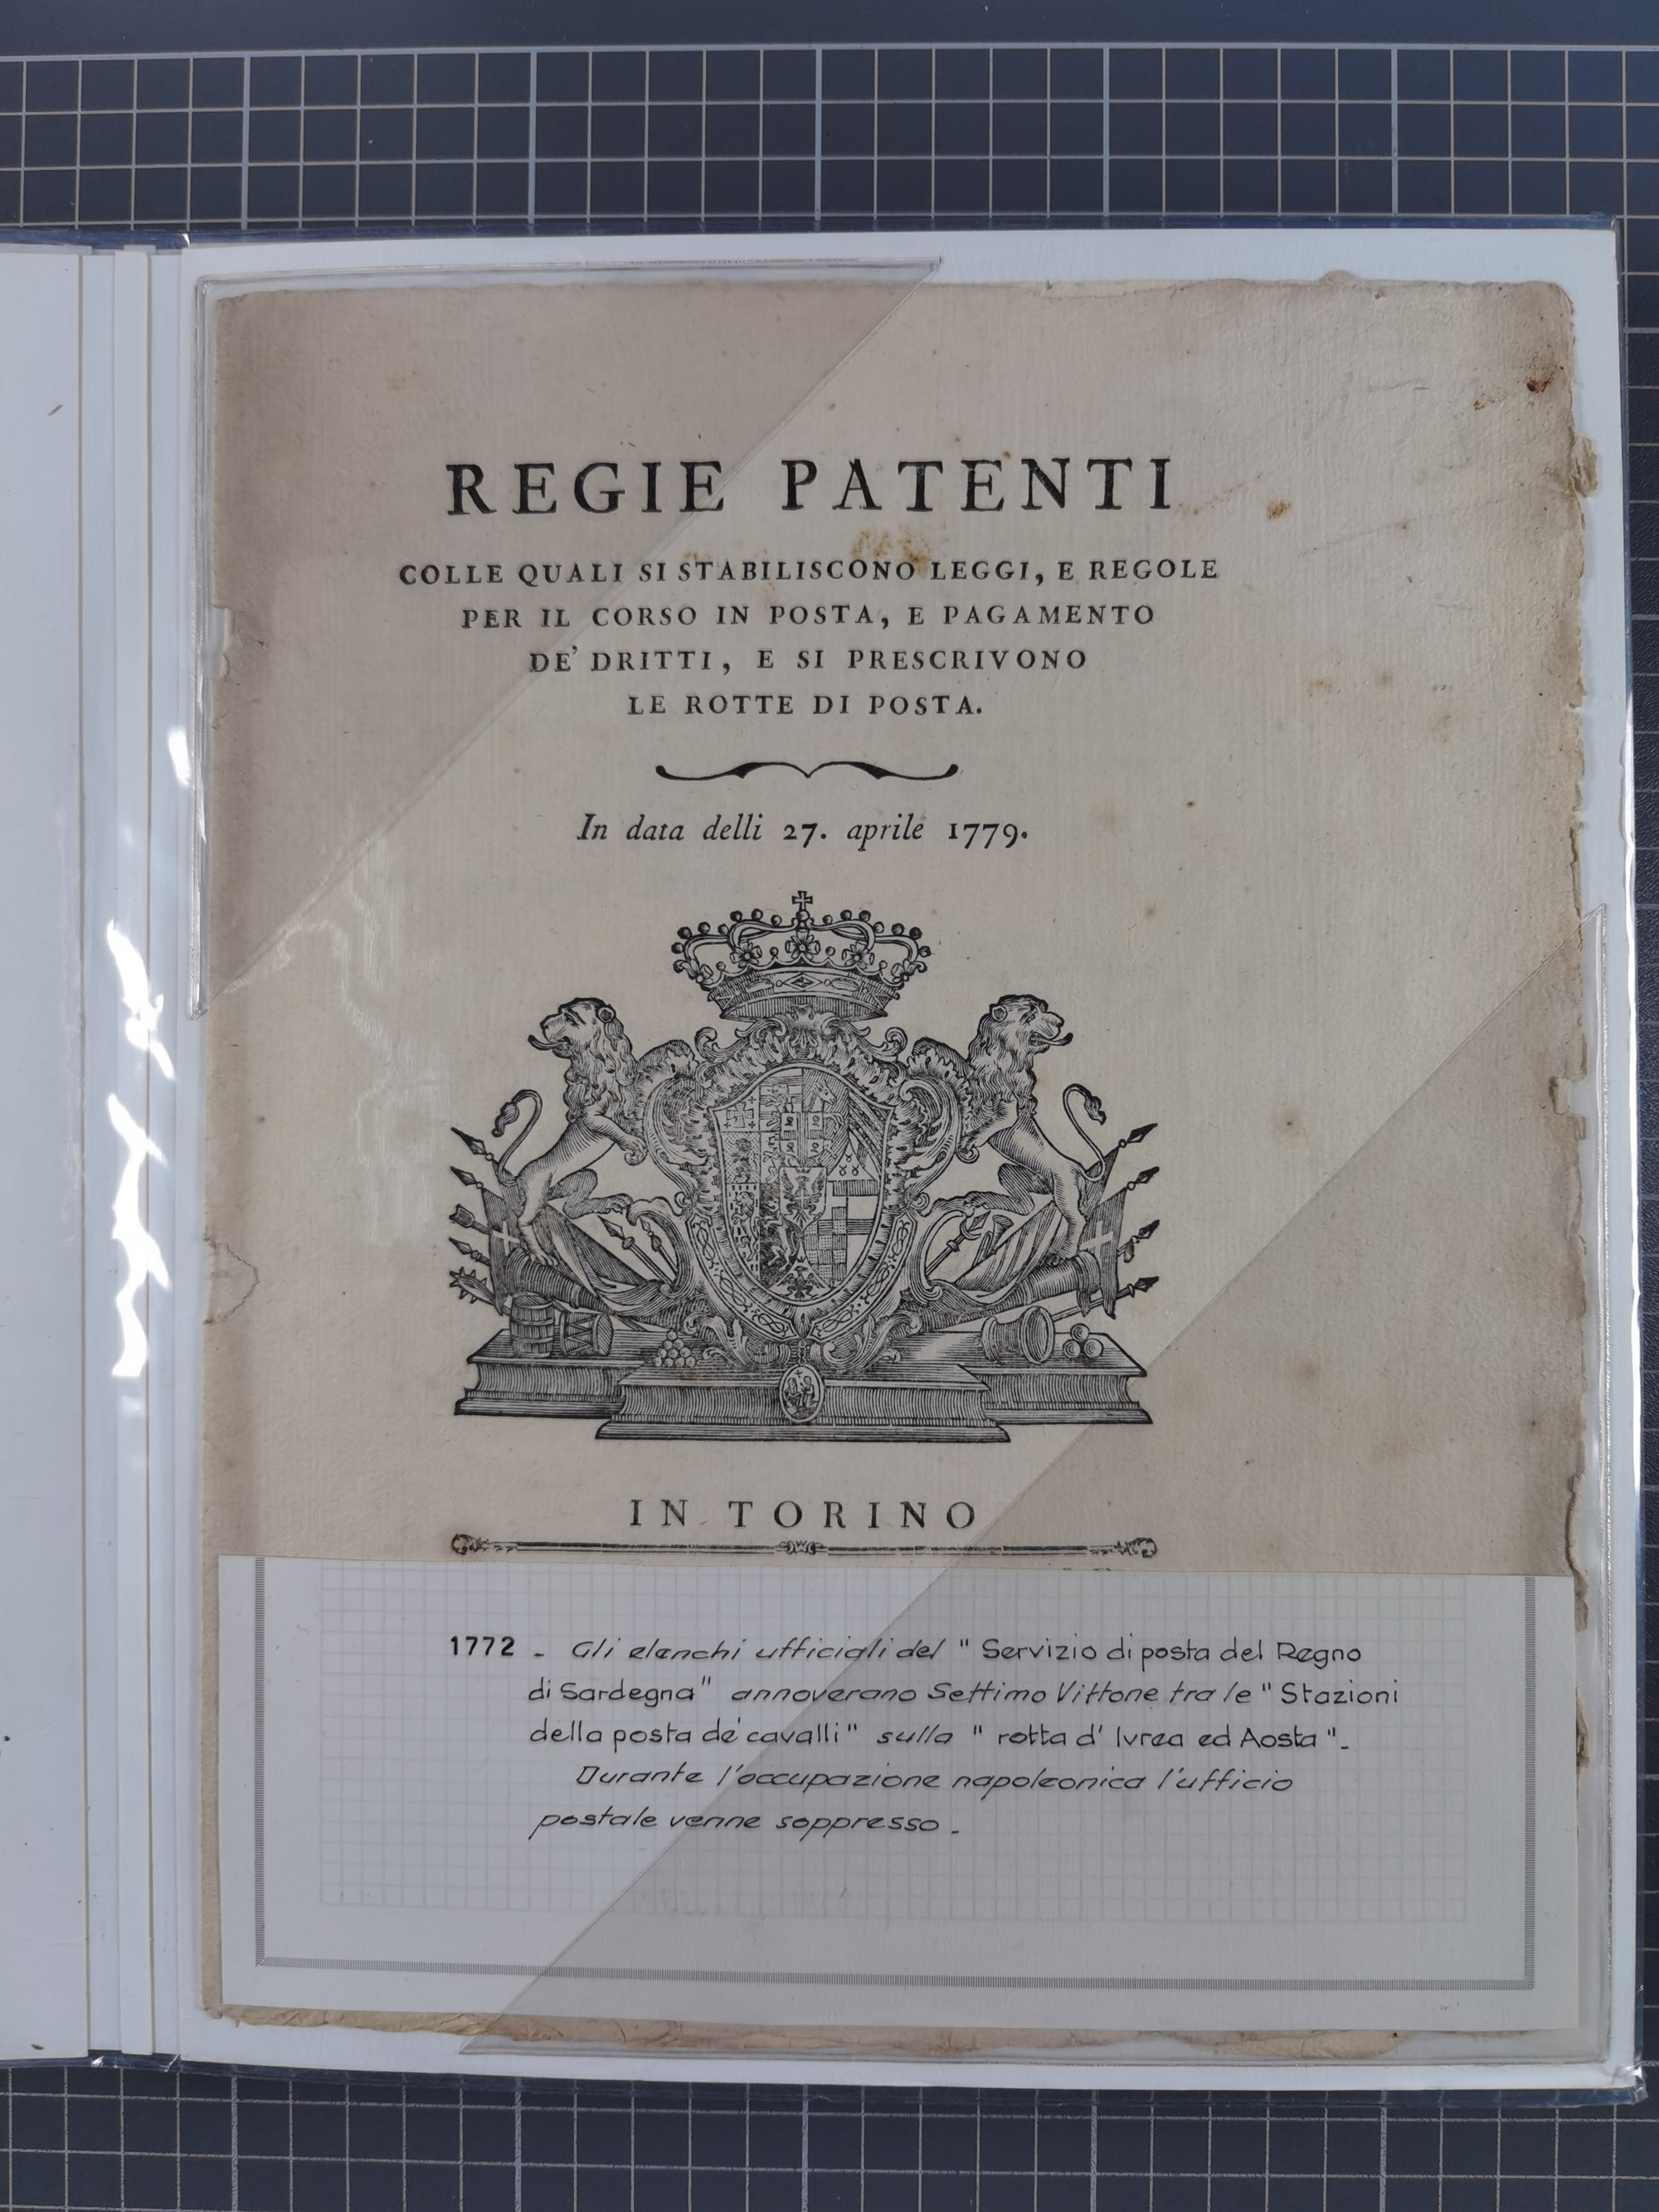 REGIE PATENTI
COLLE QUALI SI STABILISCONO LEGGI, E REGOLE
PER IL CORSO IN POSTA, E PAGAMENTO
DE' DRITTI, E SI PRESCRIVONO
LE ROTTE DI POSTA.
In data delli 27. aprile 1779.
IN TORINO
1772 - Gli elenchi ufficiali del " Servizio di posta del Regno
di Sardegna" annoverano Settimo Vittone tra le " Stazioni
della posta de' cavalli " sulla " rotta d' Ivrea ed Aosta ".
Durante l'occupazione napoleonica l'ufficio
postale venne soppresso -